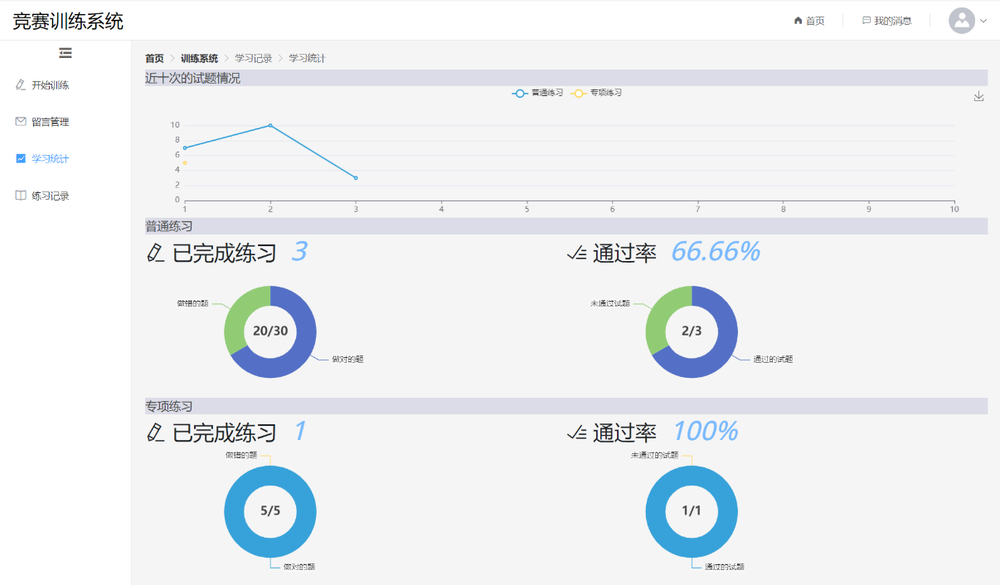 竞赛训练系统
首页
我的消息
开始训练
留言管理
学习统计
练习记录
首页 > 训练系统 > 学习记录 > 学习统计
近十次的试题情况
普通练习 专项练习
10
8
6
4
2
0
1 2 3 4 5 6 7 8 9 10
普通练习
已完成练习 3
通过率 66.66%
做错的题
20/30
做对的题
未通过试题
2/3
通过的试题
专项练习
已完成练习 1
通过率 100%
做错的题
5/5
做对的题
未通过的试题
1/1
通过的试题